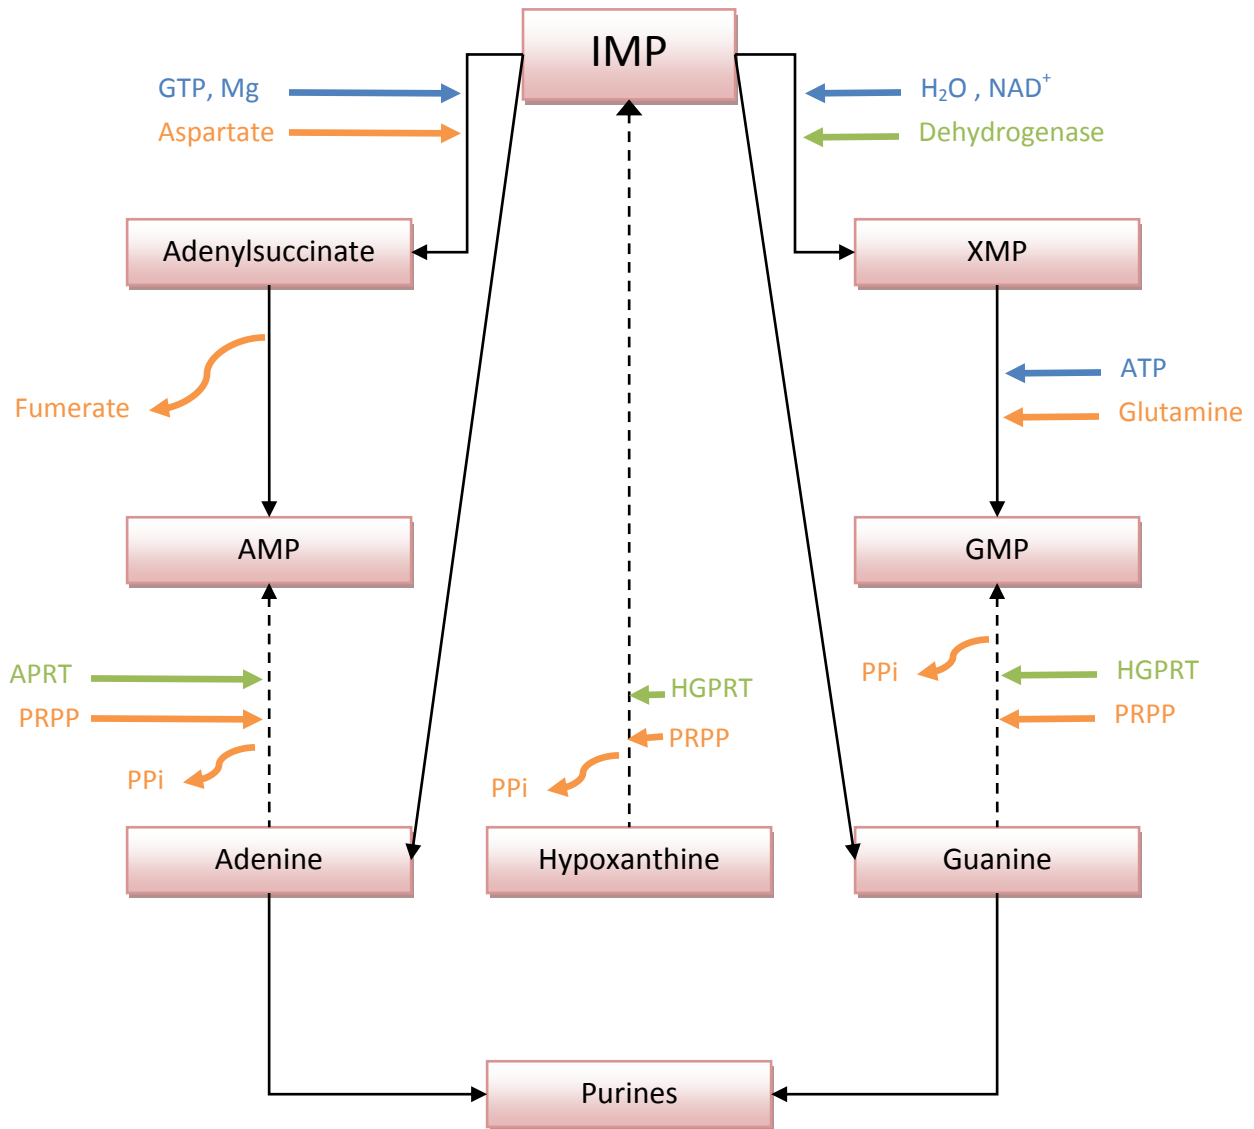 IMP
GTP, Mg
H₂O , NAD⁺
Aspartate
Dehydrogenase
Adenylsuccinate
XMP
ATP
Fumerate
Glutamine
AMP
GMP
APRT
PPi
HGPRT
HGPRT
PRPP
PRPP
PRPP
PPi
PPi
Adenine
Hypoxanthine
Guanine
Purines